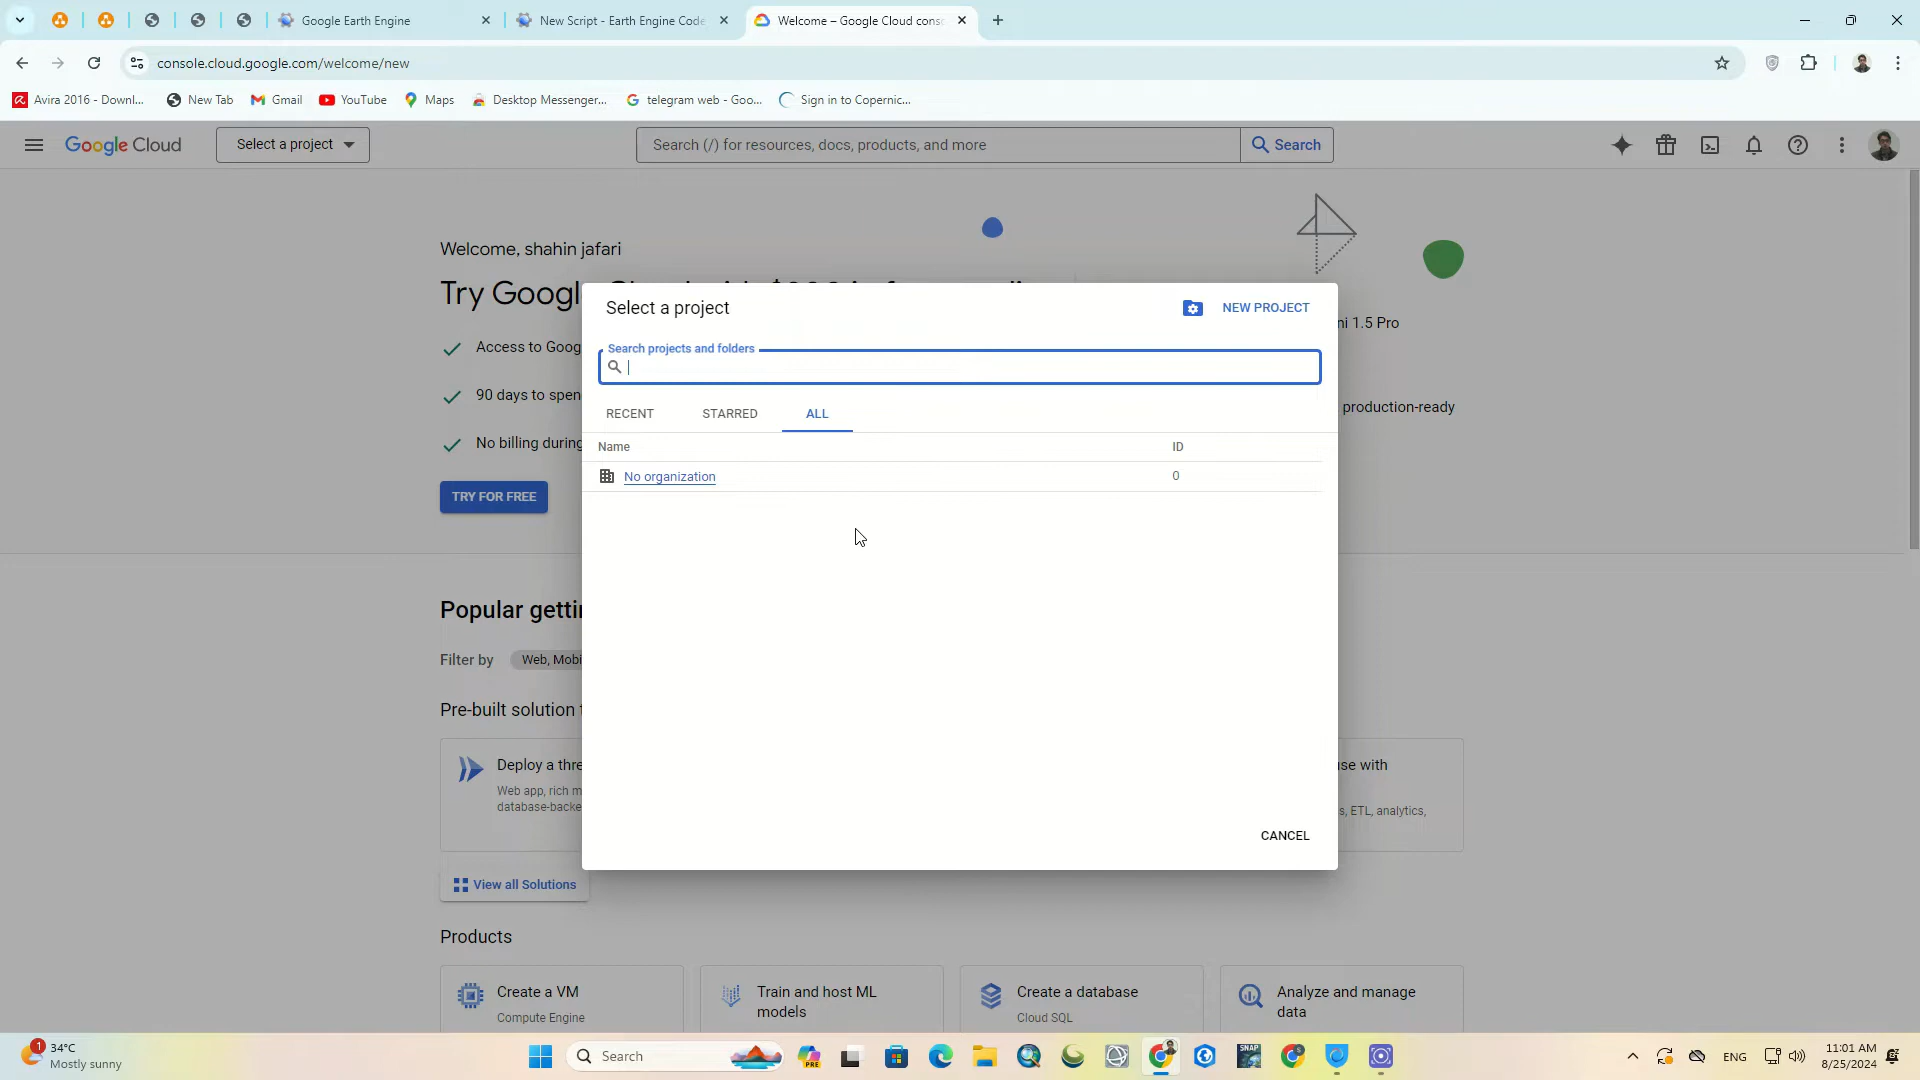 Google Earth Engine
New Script - Earth Engine Code
Welcome – Google Cloud cons
console.cloud.google.com/welcome/new
Avira 2016 - Downl...
New Tab
Gmail
YouTube
Maps
Desktop Messenger...
telegram web - Goo...
Sign in to Copernic...
Google Cloud
Select a project
Search (/) for resources, docs, products, and more
Search
Welcome, shahin jafari
Try Googl
Select a project
NEW PROJECT
ni 1.5 Pro
Search projects and folders
Access to Goog
90 days to spen
production-ready
No billing during
RECENT
STARRED
ALL
Name
ID
No organization
0
TRY FOR FREE
Popular getti
Filter by
Web, Mobi
Pre-built solution t
Deploy a thre
Web app, rich m
database-backe
use with
s, ETL, analytics,
CANCEL
View all Solutions
Products
Create a VM
Compute Engine
Train and host ML
models
Create a database
Cloud SQL
Analyze and manage
data
1
34°C
Mostly sunny
Search
PRE
SNAP
ENG
11:01 AM
8/25/2024